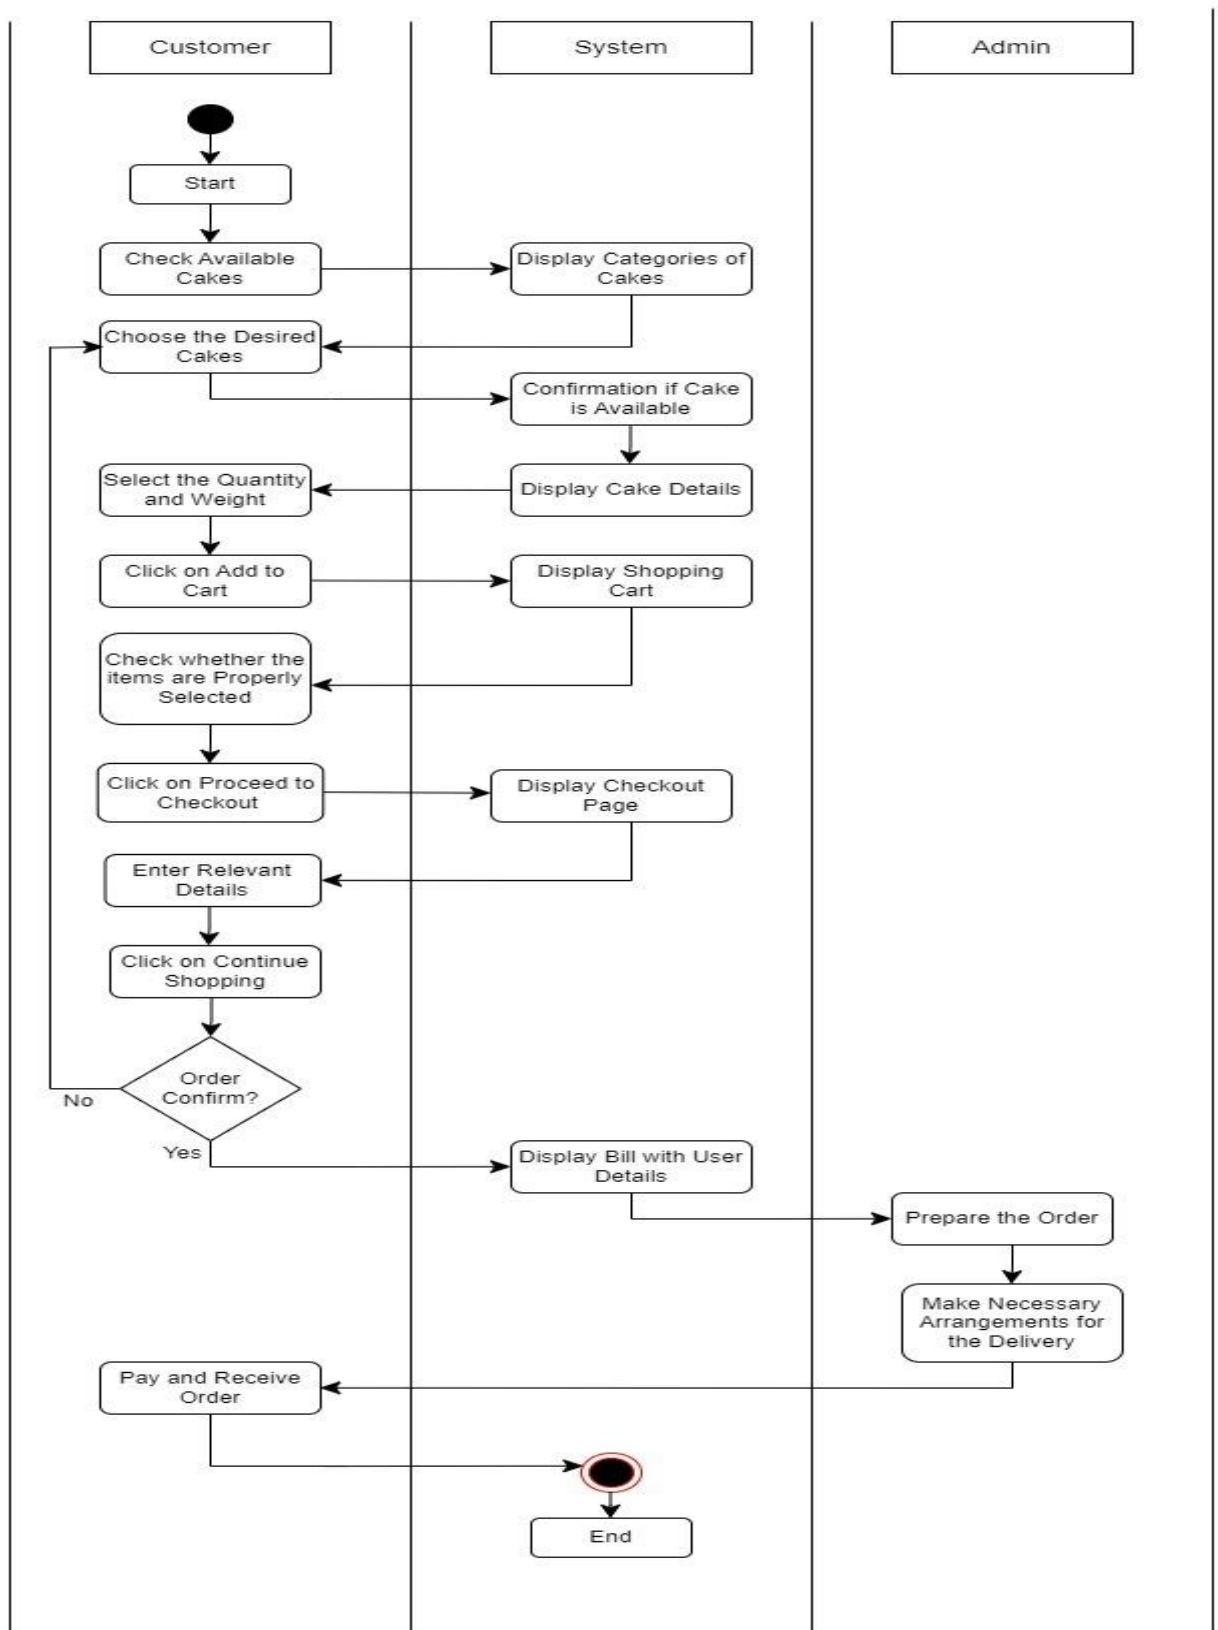 Customer
System
Admin
Start
Check Available
Cakes
Display Categories of
Cakes
Choose the Desired
Cakes
Confirmation if Cake
is Available
Select the Quantity
and Weight
Display Cake Details
Click on Add to
Cart
Display Shopping
Cart
Check whether the
items are Properly
Selected
Click on Proceed to
Checkout
Display Checkout
Page
Enter Relevant
Details
Click on Continue
Shopping
Order
Confirm?
No
Yes
Display Bill with User
Details
Prepare the Order
Make Necessary
Arrangements for
the Delivery
Pay and Receive
Order
End